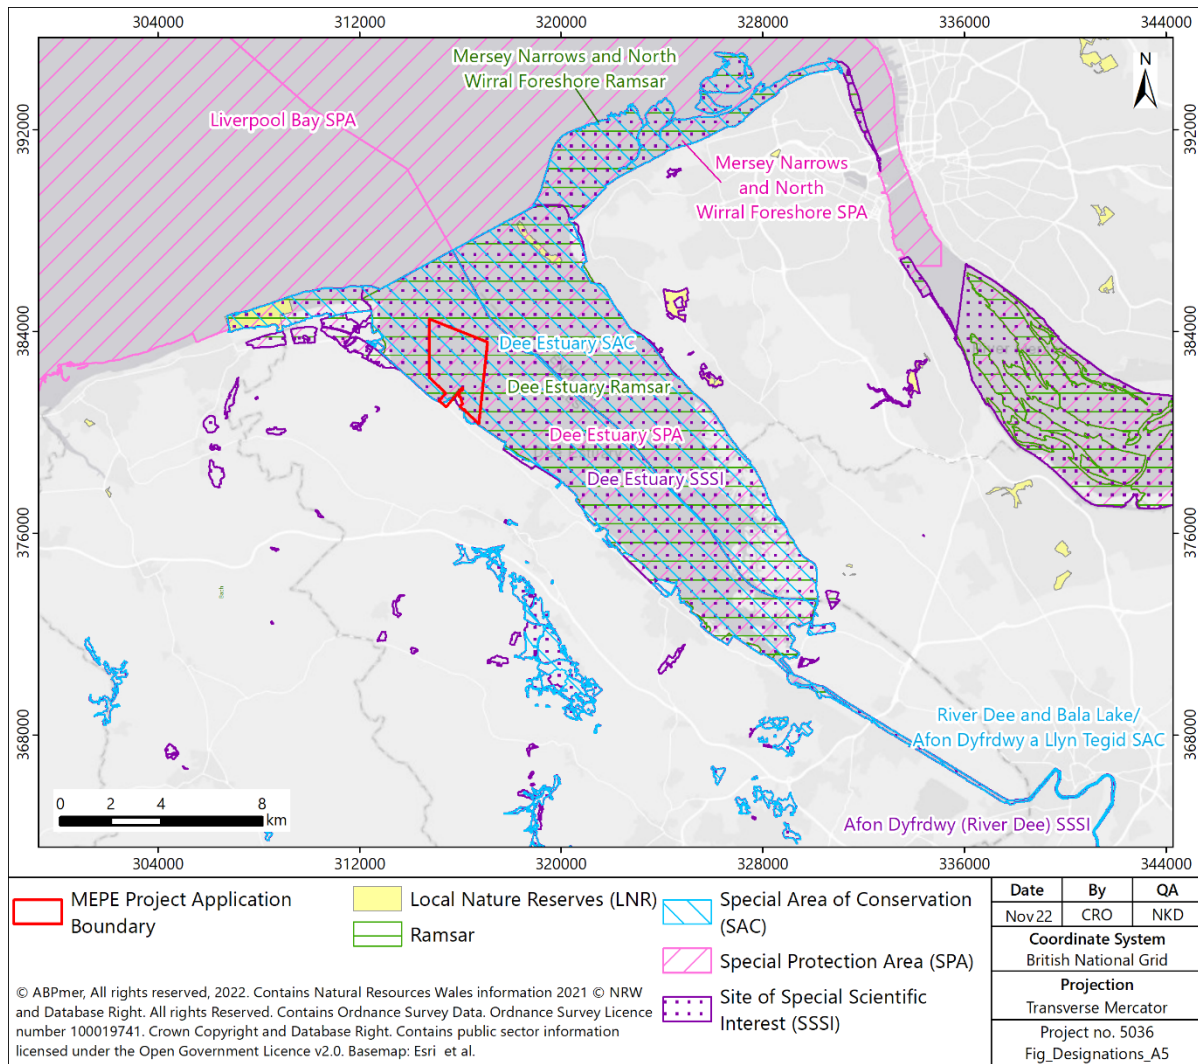 304000
312000
320000
328000
336000
344000
Mersey Narrows and North
Wirral Foreshore Ramsar
N
Liverpool Bay SPA
392000
392000
Mersey Narrows
and North
Wirral Foreshore SPA
384000
384000
Dee Estuary SAC
Dee Estuary Ramsar
Dee Estuary SPA
Dee Estuary SSSI
376000
376000
River Dee and Bala Lake/
Afon Dyfrdwy a Llyn Tegid SAC
368000
368000
0 2 4 8
km
Afon Dyfrdwy (River Dee) SSSI
304000
312000
320000
328000
336000
344000
MEPE Project Application
Boundary
Local Nature Reserves (LNR)
Ramsar
Special Area of Conservation
(SAC)
Special Protection Area (SPA)
Site of Special Scientific
Interest (SSSI)
Date By QA
Nov 22 CRO NKD
Coordinate System
British National Grid
Projection
Transverse Mercator
Project no. 5036
Fig_Designations_A5
© ABPmer, All rights reserved, 2022. Contains Natural Resources Wales information 2021 © NRW
and Database Right. All rights Reserved. Contains Ordnance Survey Data. Ordnance Survey Licence
number 100019741. Crown Copyright and Database Right. Contains public sector information
licensed under the Open Government Licence v2.0. Basemap: Esri et al.